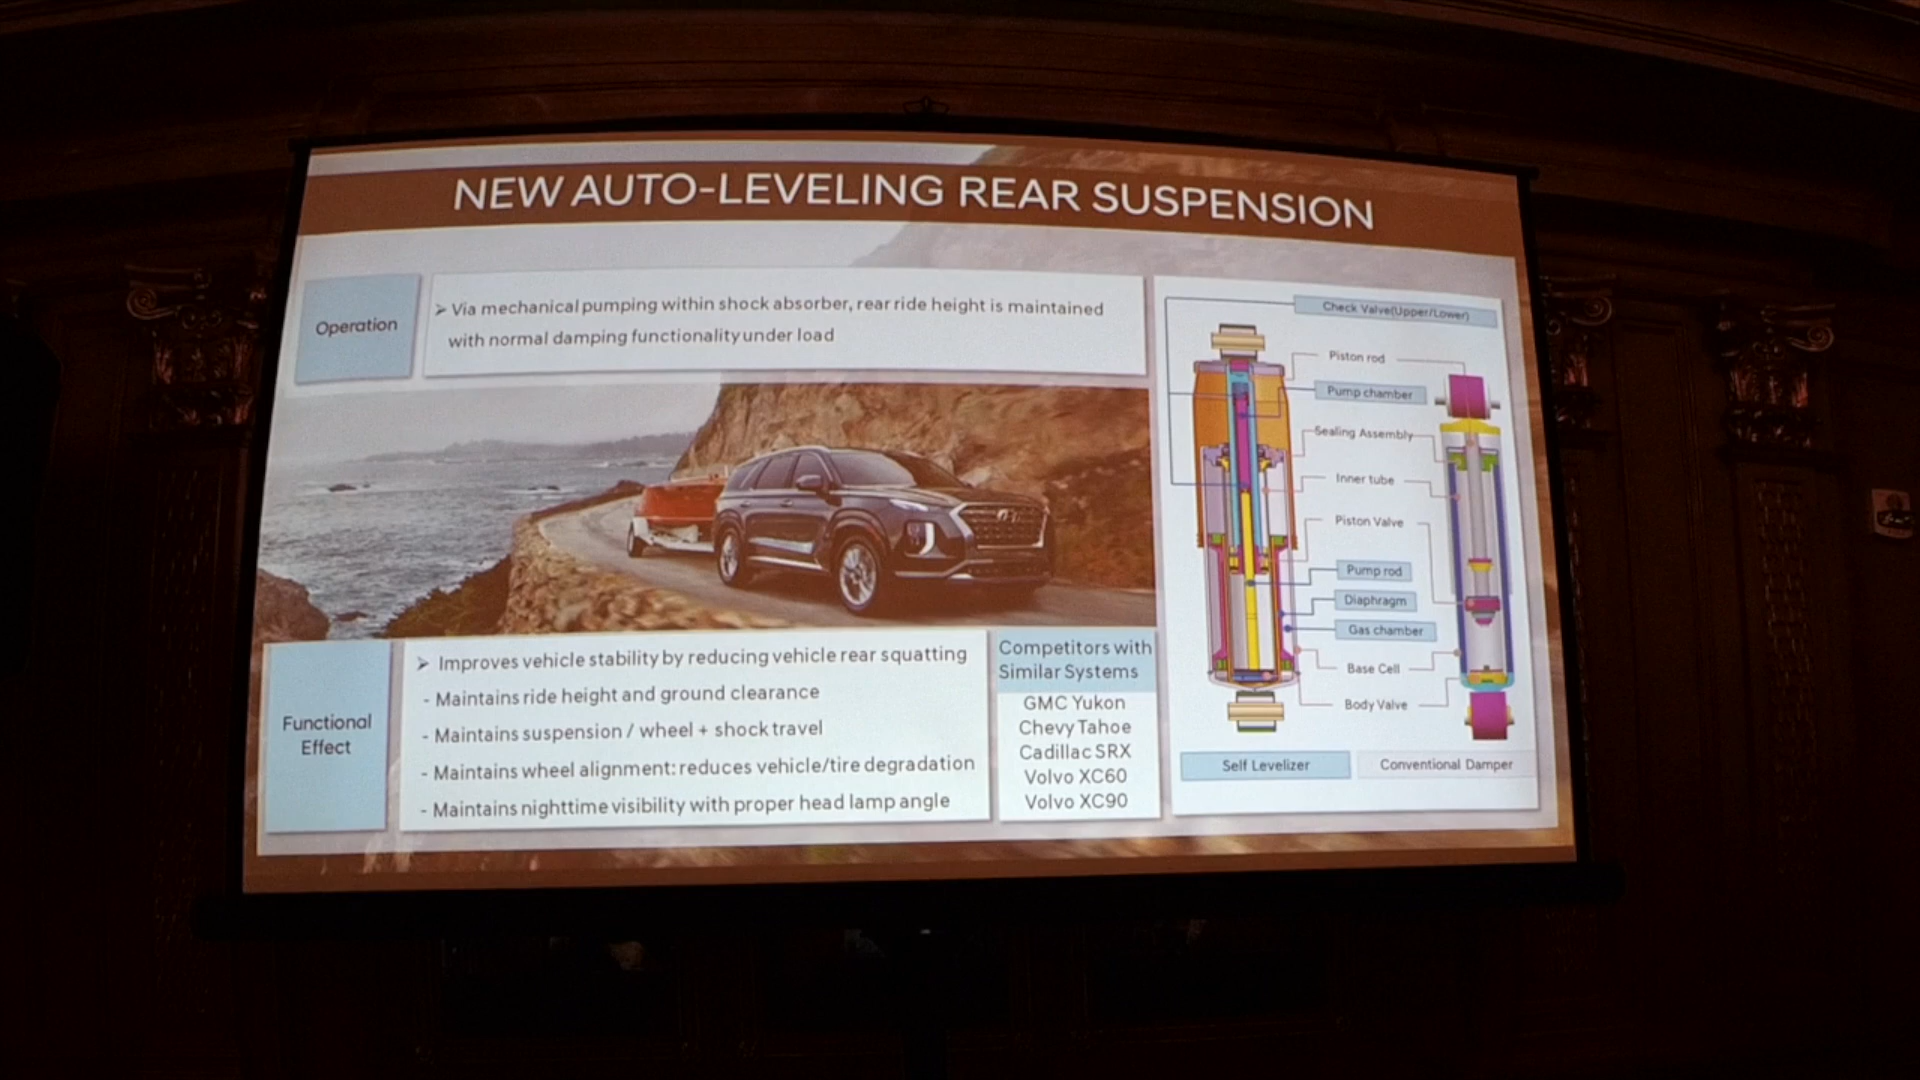 NEW AUTO-LEVELING REAR SUSPENSION
Operation
➢ Via mechanical pumping within shock absorber, rear ride height is maintained
with normal damping functionality under load
Functional
Effect
➢ Improves vehicle stability by reducing vehicle rear squatting
- Maintains ride height and ground clearance
- Maintains suspension / wheel + shock travel
- Maintains wheel alignment: reduces vehicle/tire degradation
- Maintains nighttime visibility with proper head lamp angle
Competitors with
Similar Systems
GMC Yukon
Chevy Tahoe
Cadillac SRX
Volvo XC60
Volvo XC90
Check Valve(Upper/Lower)
Piston rod
Pump chamber
Sealing Assembly
Inner tube
Piston Valve
Pump rod
Diaphragm
Gas chamber
Base Cell
Body Valve
Self Levelizer
Conventional Damper